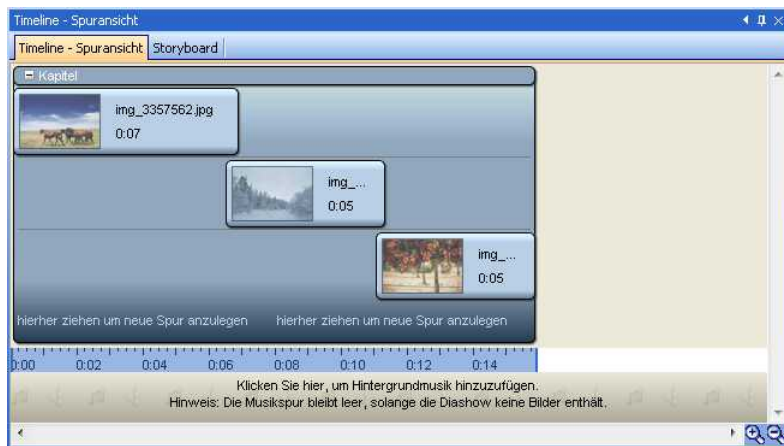 Timeline - Spuransicht
Timeline - Spuransicht Storyboard
Kapitel
img_3357562.jpg
0:07
img_...
0:05
img_...
0:05
hierher ziehen um neue Spur anzulegen hierher ziehen um neue Spur anzulegen
0:00 0:02 0:04 0:06 0:08 0:10 0:12 0:14
Klicken Sie hier, um Hintergrundmusik hinzuzufügen.
Hinweis: Die Musikspur bleibt leer, solange die Diashow keine Bilder enthält.